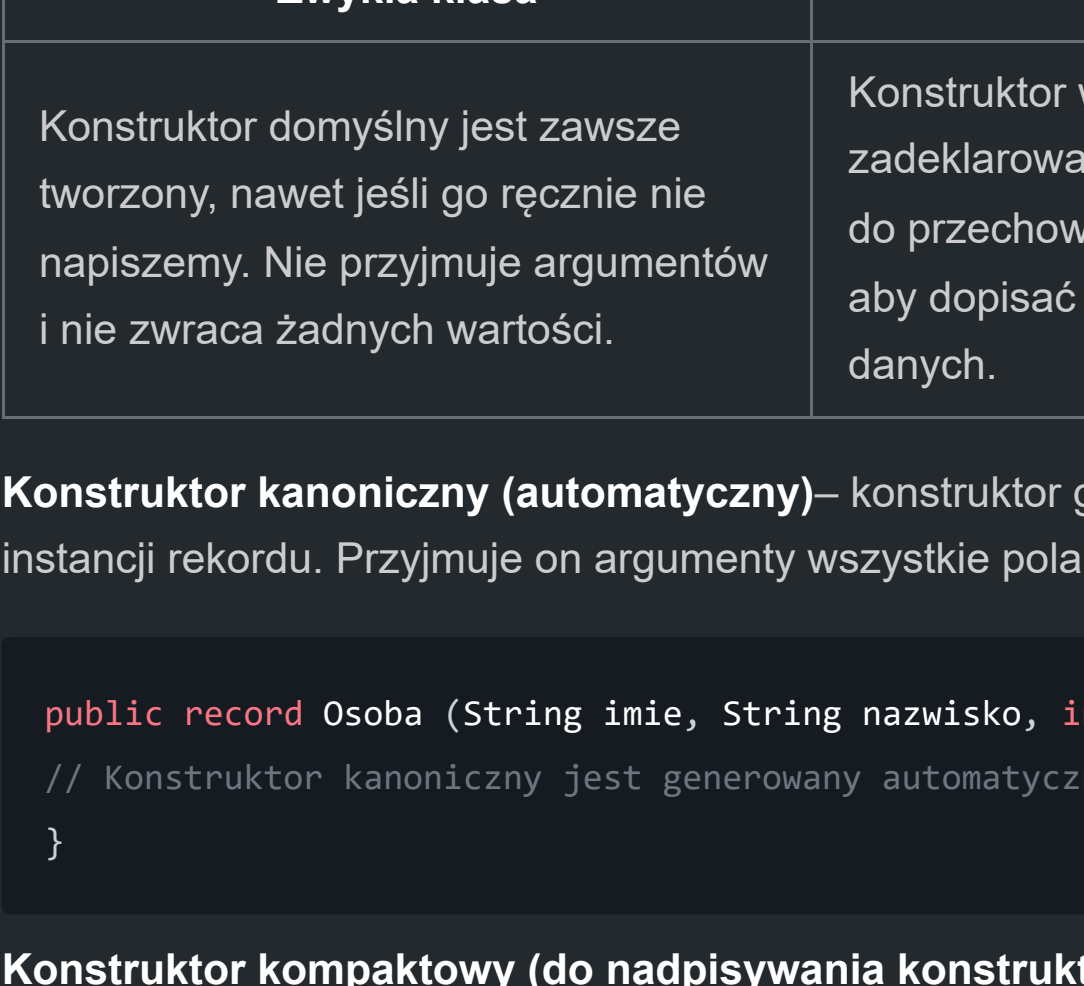 Zwykła klasa
Konstruktor domyślny jest zawsze
tworzony, nawet jeśli go ręcznie nie
napiszemy. Nie przyjmuje argumentów
i nie zwraca żadnych wartości.
Konstruktor
zadeklarowa
do przechow
aby dopisać
danych.
Konstruktor kanoniczny (automatyczny)– konstruktor g
instancji rekordu. Przyjmuje on argumenty wszystkie pola
public record Osoba (String imie, String nazwisko, i
// Konstruktor kanoniczny jest generowany automatycz
}
Konstruktor kompaktowy (do nadpisywania konstrukt